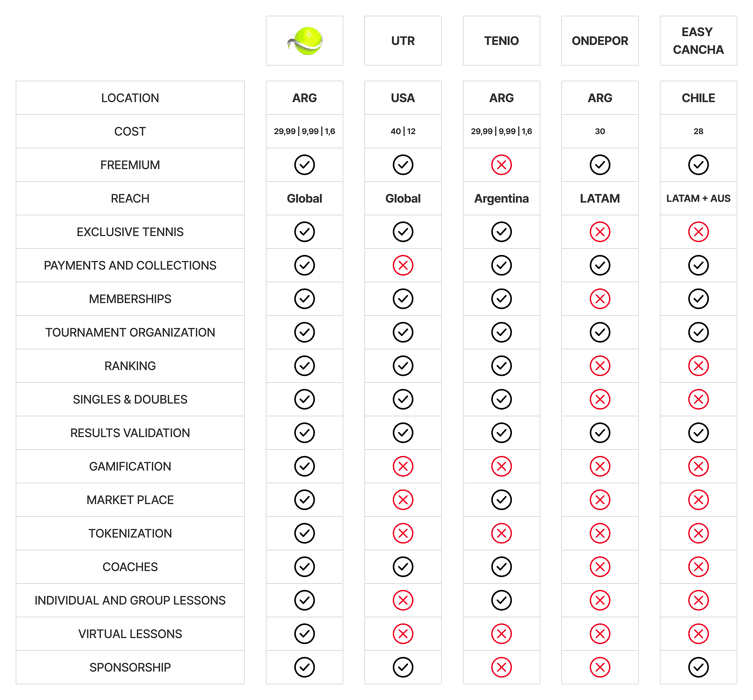 UTR TENIO ONDEPOR EASY
CANCHA
LOCATION ARG USA ARG ARG CHILE
COST 29,99 | 9,99 | 1,6 40 | 12 29,99 | 9,99 | 1,6 30 28
FREEMIUM
REACH Global Global Argentina LATAM LATAM + AUS
EXCLUSIVE TENNIS
PAYMENTS AND COLLECTIONS
MEMBERSHIPS
TOURNAMENT ORGANIZATION
RANKING
SINGLES & DOUBLES
RESULTS VALIDATION
GAMIFICATION
MARKET PLACE
TOKENIZATION
COACHES
INDIVIDUAL AND GROUP LESSONS
VIRTUAL LESSONS
SPONSORSHIP